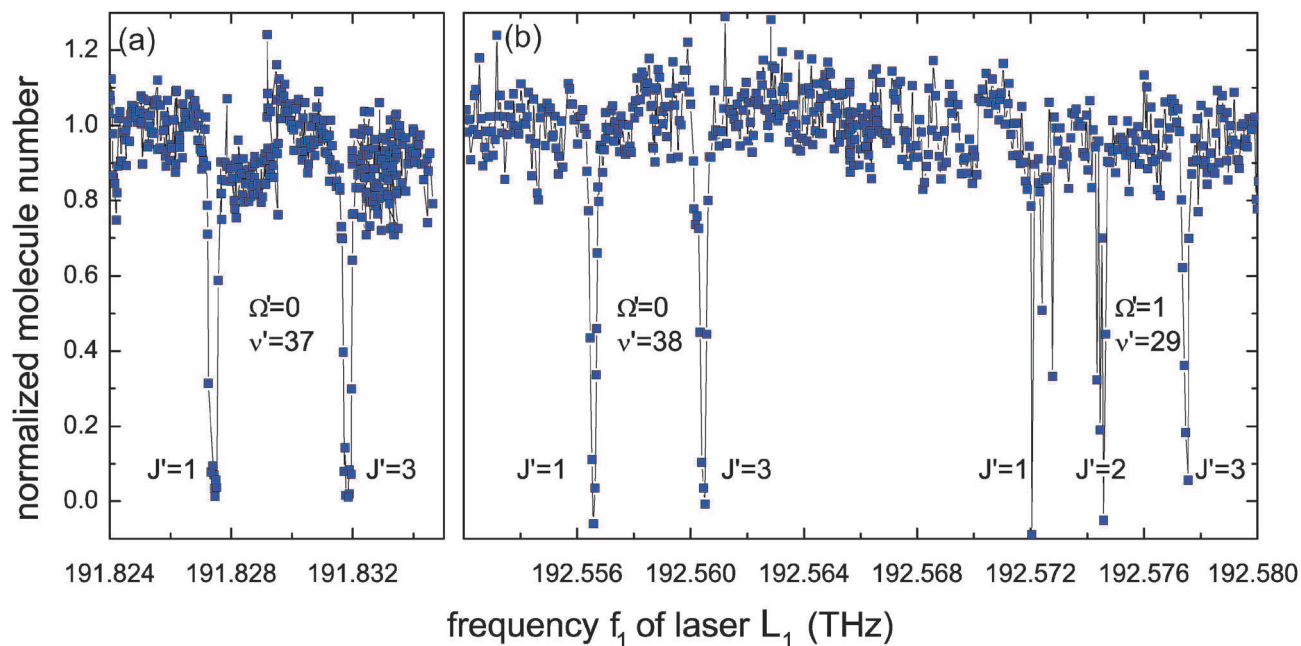 (a)
(b)
normalized molecule number
1.2
1.0
0.8
0.6
0.4
0.2
0.0
Ω'=0
ν'=37
J'=1
J'=3
Ω'=0
ν'=38
J'=1
J'=3
Ω'=1
ν'=29
J'=1
J'=2
J'=3
191.824
191.828
191.832
192.556
192.560
192.564
192.568
192.572
192.576
192.580
frequency f₁ of laser L₁ (THz)